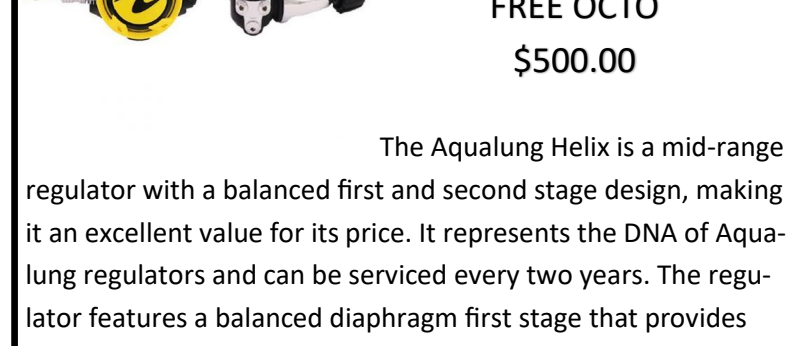 FREE OCTO
$500.00
The Aqualung Helix is a mid-range
regulator with a balanced first and second stage design, making
it an excellent value for its price. It represents the DNA of Aqua-
lung regulators and can be serviced every two years. The regu-
lator features a balanced diaphragm first stage that provides